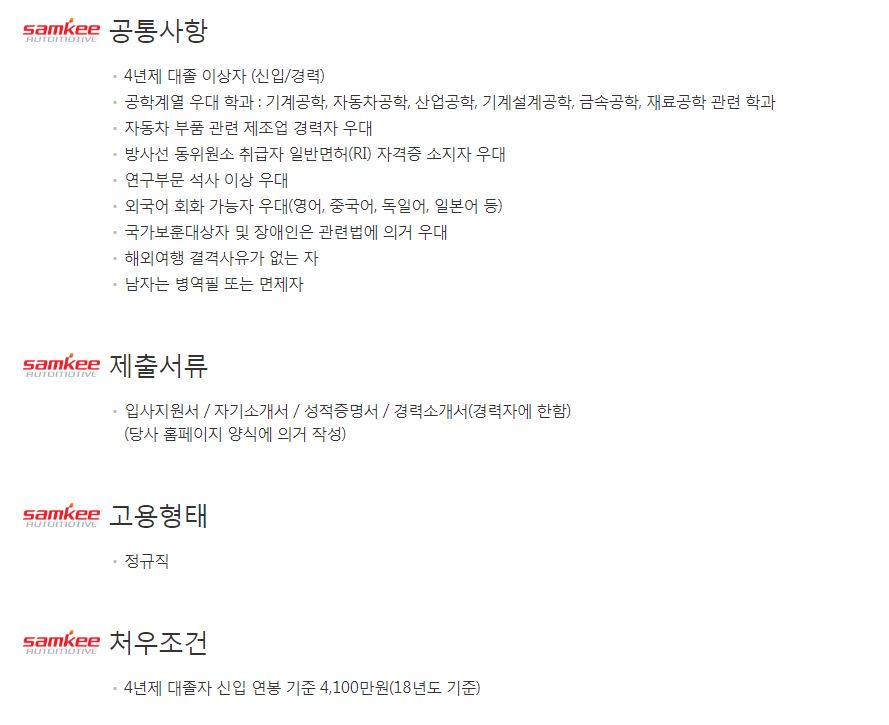 samkee AUTOMOTIVE 공통사항
· 4년제 대졸 이상자 (신입/경력)
· 공학계열 우대 학과 : 기계공학, 자동차공학, 산업공학, 기계설계공학, 금속공학, 재료공학 관련 학과
· 자동차 부품 관련 제조업 경력자 우대
· 방사선 동위원소 취급자 일반면허(RI) 자격증 소지자 우대
· 연구부문 석사 이상 우대
· 외국어 회화 가능자 우대(영어, 중국어, 독일어, 일본어 등)
· 국가보훈대상자 및 장애인은 관련법에 의거 우대
· 해외여행 결격사유가 없는 자
· 남자는 병역필 또는 면제자
samkee AUTOMOTIVE 제출서류
· 입사지원서 / 자기소개서 / 성적증명서 / 경력소개서(경력자에 한함)
(당사 홈페이지 양식에 의거 작성)
samkee AUTOMOTIVE 고용형태
· 정규직
samkee AUTOMOTIVE 처우조건
· 4년제 대졸자 신입 연봉 기준 4,100만원(18년도 기준)